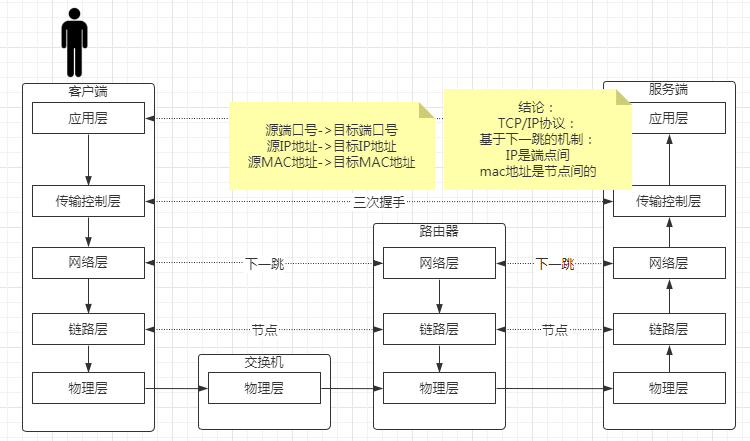 客户端
服务端
应用层
源端口号->目标端口号
源IP地址->目标IP地址
源MAC地址->目标MAC地址
结论：
TCP/IP协议：
基于下一跳的机制：
IP是端点间
mac地址是节点间的
应用层
传输控制层
三次握手
传输控制层
路由器
网络层
下一跳
网络层
下一跳
网络层
链路层
节点
链路层
节点
链路层
交换机
物理层
物理层
物理层
物理层